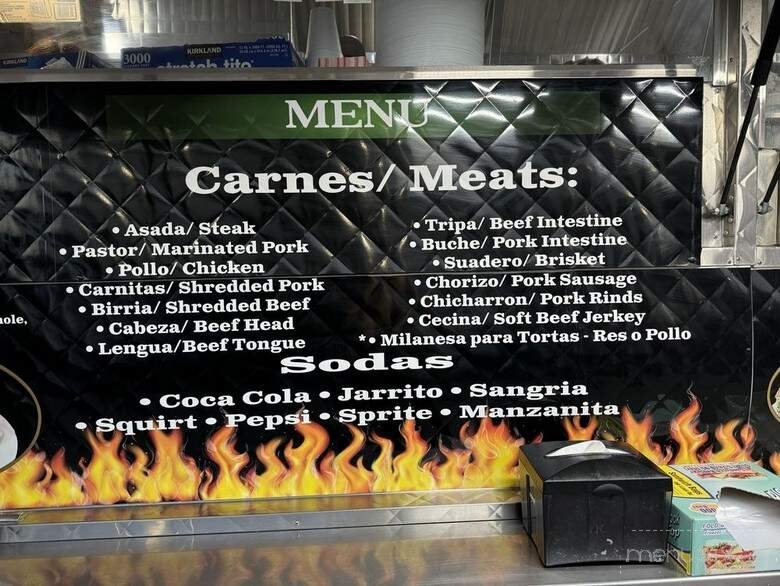 3000
KIRKLAND
stretch-tite
KIRKLAND
MENU
Carnes/ Meats:
• Asada/ Steak
• Pastor/ Marinated Pork
• Pollo/ Chicken
• Carnitas/ Shredded Pork
• Birria/ Shredded Beef
• Cabeza/ Beef Head
• Lengua/Beef Tongue
• Tripa/ Beef Intestine
• Buche/ Pork Intestine
• Suadero/ Brisket
• Chorizo/ Pork Sausage
• Chicharron/ Pork Rinds
• Cecina/ Soft Beef Jerkey
*• Milanesa para Tortas - Res o Pollo
Sodas
• Coca Cola • Jarrito • Sangria
• Squirt • Pepsi • Sprite • Manzanita